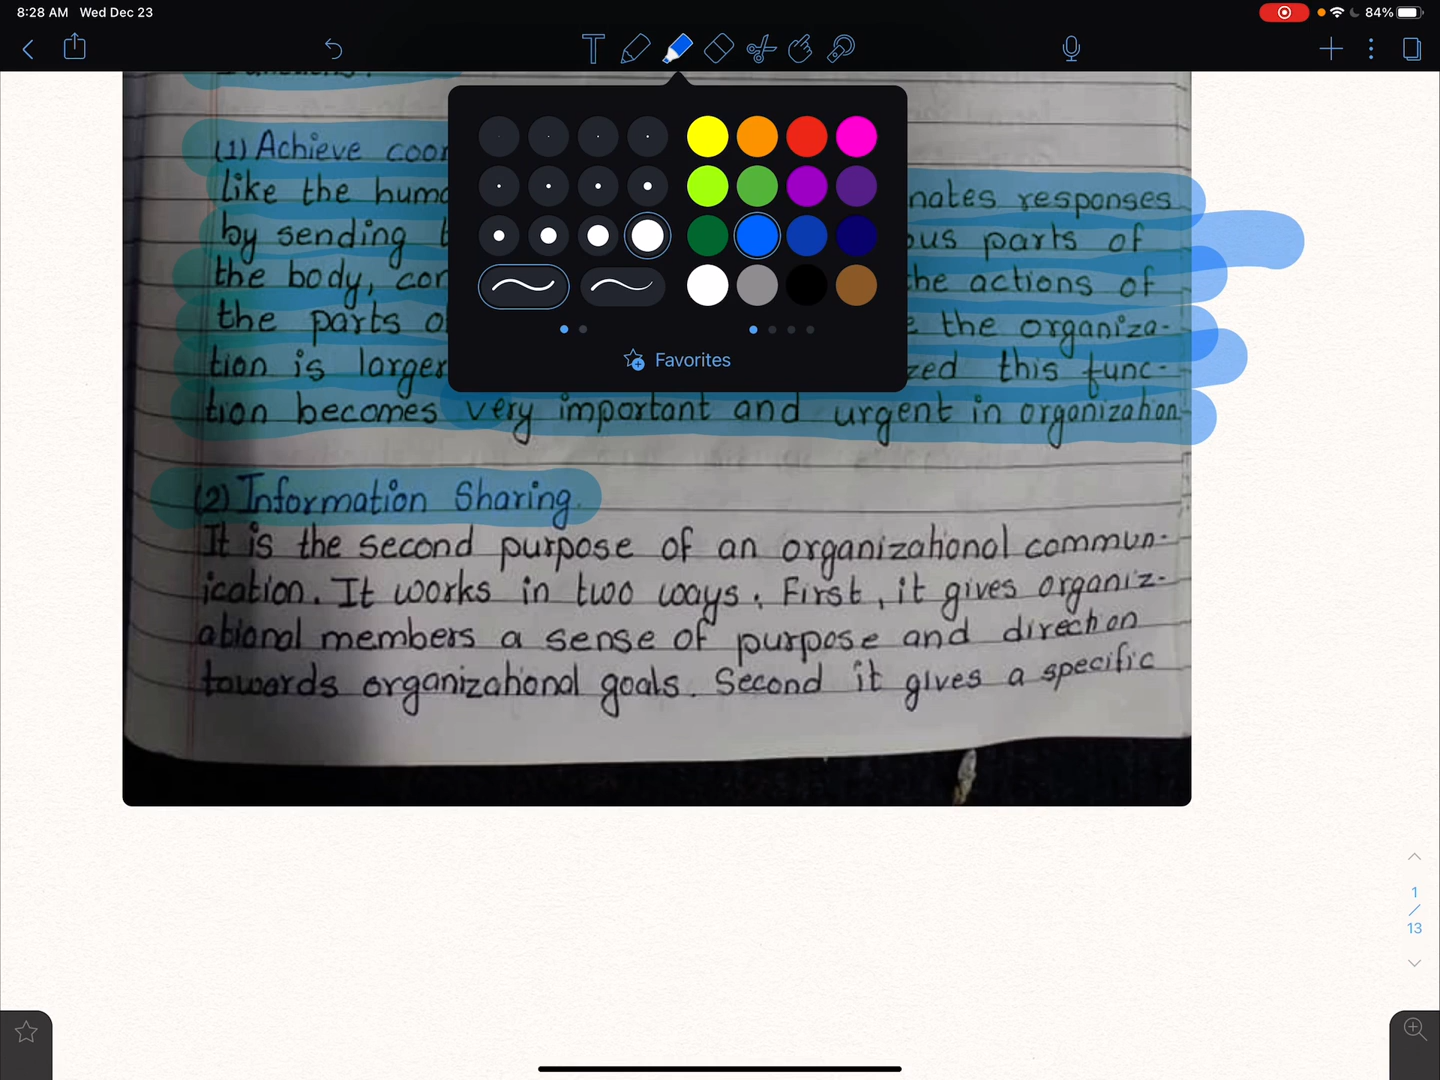 8:28 AM Wed Dec 23
84%
T
Functions.
(1) Achieve coor
like the huma nates responses
by sending ous parts of
the body, con the actions of
the parts o the organiza-
tion is larger zed this func-
tion becomes very important and urgent in organization
Favorites
(2) Information Sharing.
It is the second purpose of an organizational commun-
ication. It works in two ways. First, it gives organiz-
ational members a sense of purpose and direction
towards organizational goals. Second it gives a specific
1
/
13